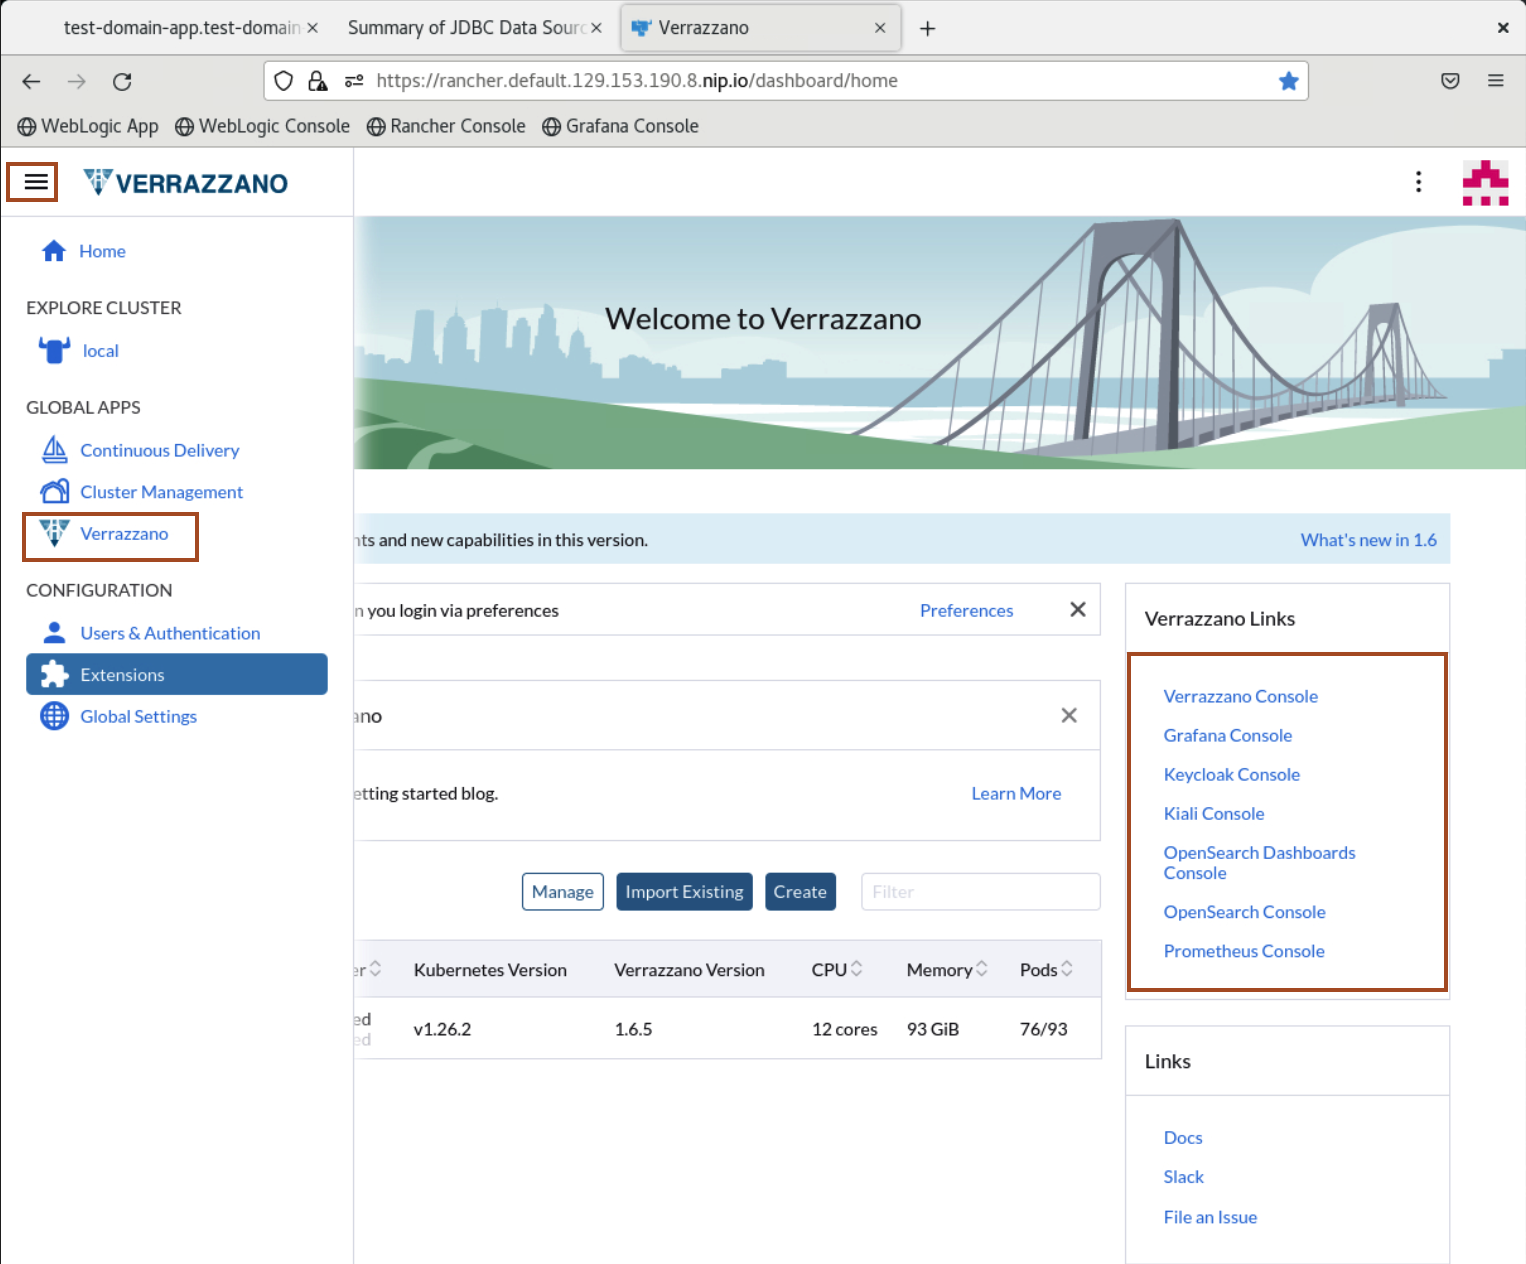 test-domain-app.test-domain
Summary of JDBC Data Sour
Verrazzano
https://rancher.default.129.153.190.8.nip.io/dashboard/home
WebLogic App
WebLogic Console
Rancher Console
Grafana Console
VERRAZZANO
Home
EXPLORE CLUSTER
local
GLOBAL APPS
Continuous Delivery
Cluster Management
Verrazzano
CONFIGURATION
Users & Authentication
Extensions
Global Settings
Welcome to Verrazzano
nts and new capabilities in this version.
What's new in 1.6
n you login via preferences
Preferences
ano
etting started blog.
Learn More
Manage
Import Existing
Create
Filter
er
Kubernetes Version
Verrazzano Version
CPU
Memory
Pods
ed
ed
v1.26.2
1.6.5
12 cores
93 GiB
76/93
Verrazzano Links
Verrazzano Console
Grafana Console
Keycloak Console
Kiali Console
OpenSearch Dashboards
Console
OpenSearch Console
Prometheus Console
Links
Docs
Slack
File an Issue